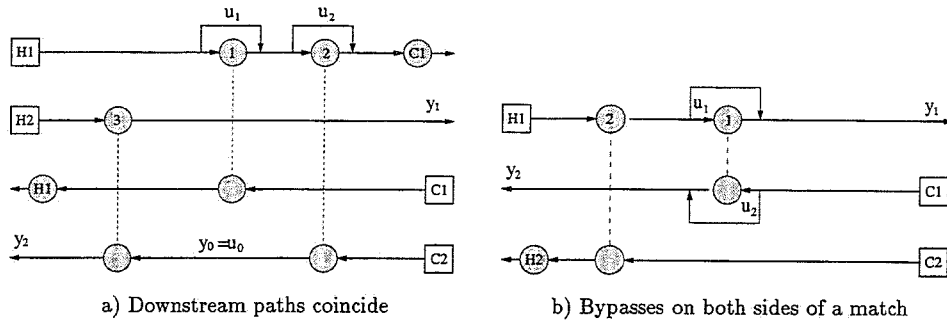 u1 u2
H1 1 2 C1
H2 3 y1
H1 C1
y2 y0 =u0 C2
a) Downstream paths coincide
H1 2 u1 1 y1
y2 u2 C1
H2 C2
b) Bypasses on both sides of a match